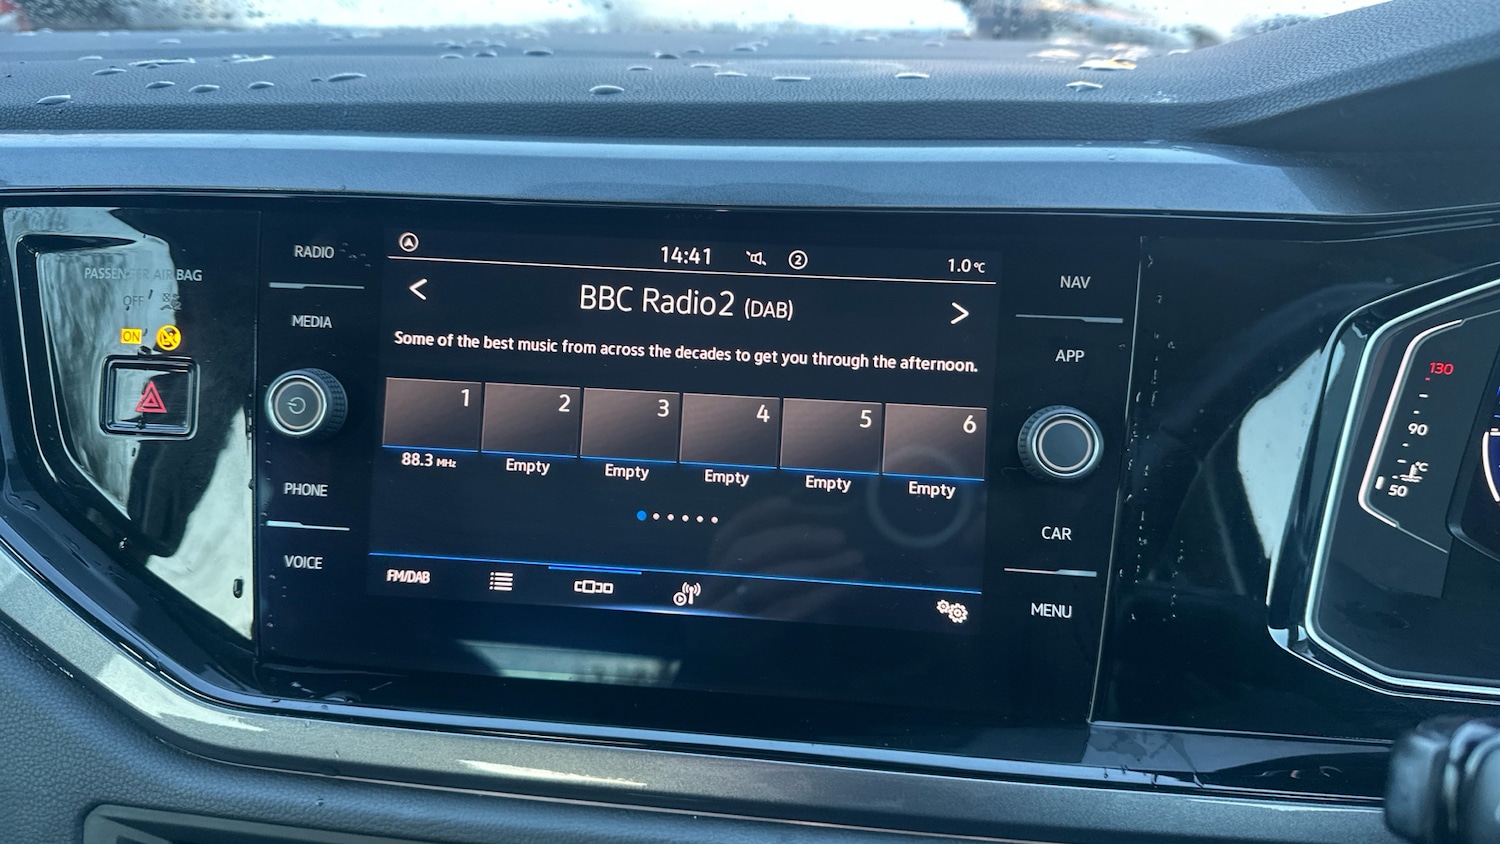 PASSENGER AIR BAG
OFF
ON
RADIO
MEDIA
PHONE
VOICE
14:41
2
1.0°C
<
BBC Radio2 (DAB)
>
Some of the best music from across the decades to get you through the afternoon.
1
2
3
4
5
6
88.3 MHz
Empty
Empty
Empty
Empty
Empty
FM/DAB
NAV
APP
CAR
MENU
130
90
°C
50